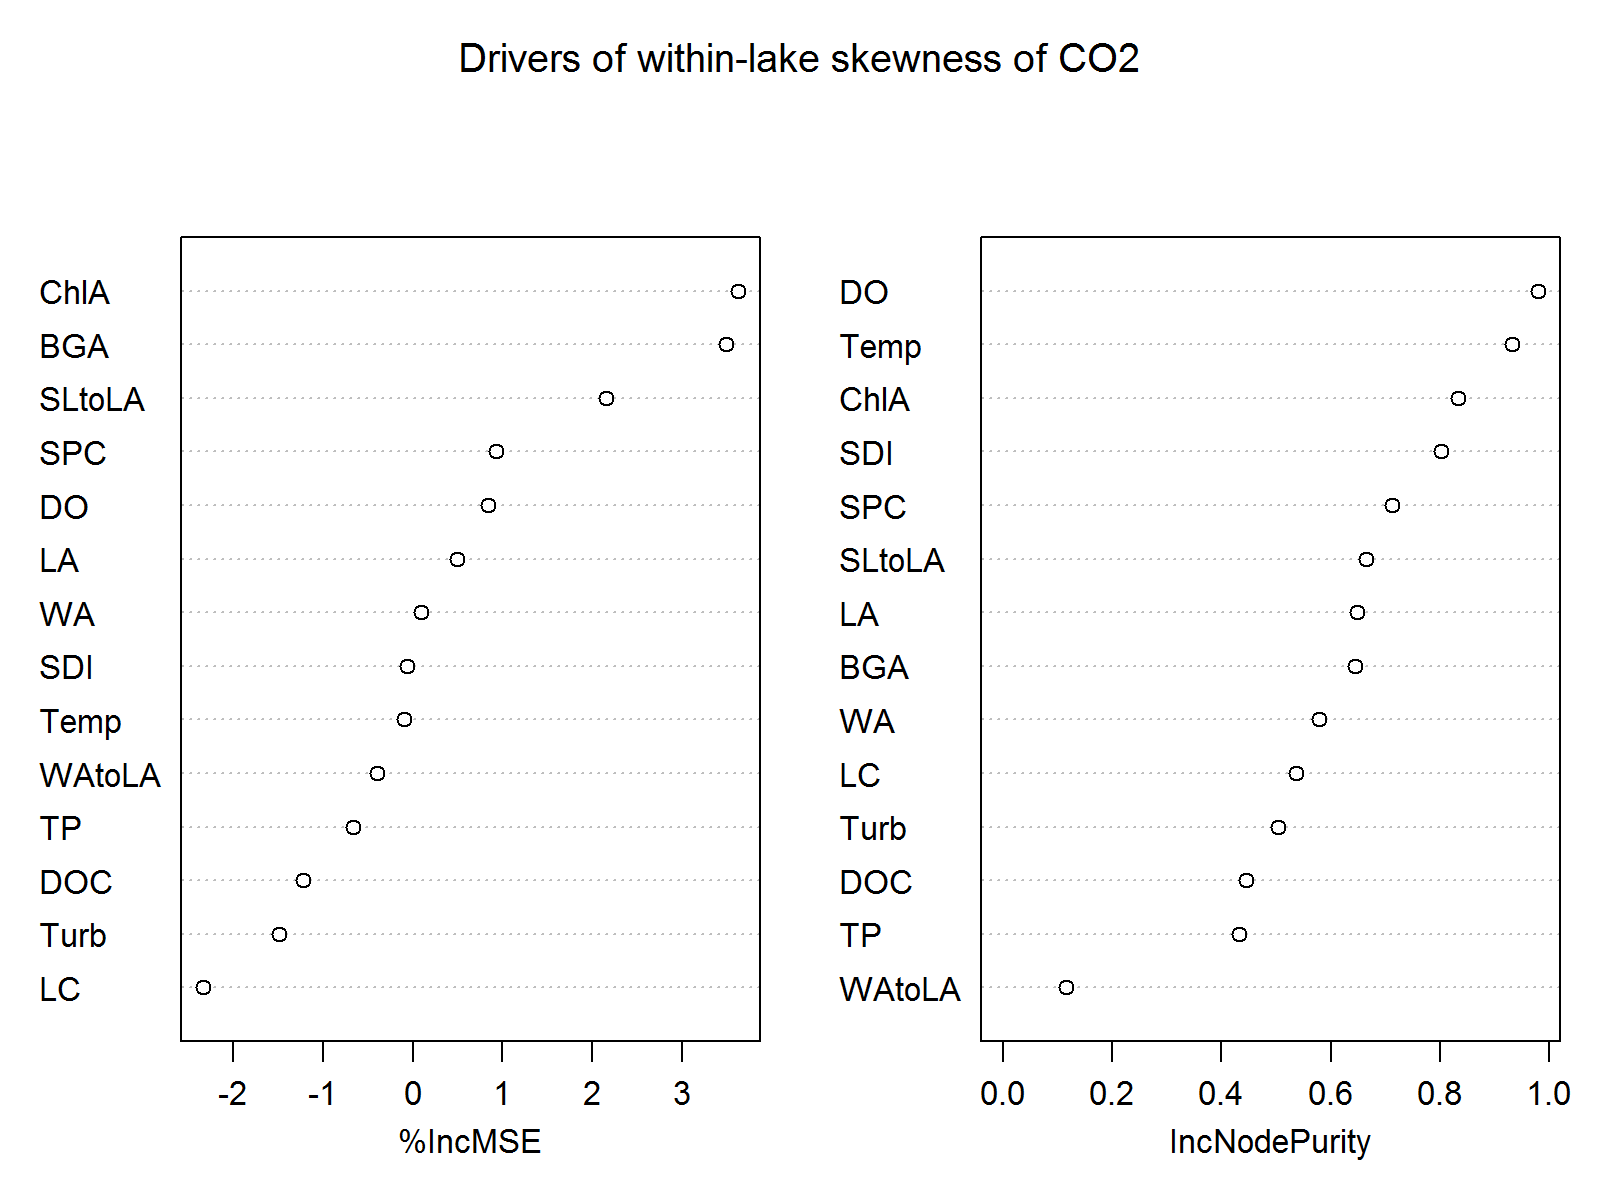 Drivers of within-lake skewness of CO2
ChlA
BGA
SLtoLA
SPC
DO
LA
WA
SDI
Temp
WAtoLA
TP
DOC
Turb
LC
-2 -1 0 1 2 3
%IncMSE
DO
Temp
ChlA
SDI
SPC
SLtoLA
LA
BGA
WA
LC
Turb
DOC
TP
WAtoLA
0.0 0.2 0.4 0.6 0.8 1.0
IncNodePurity